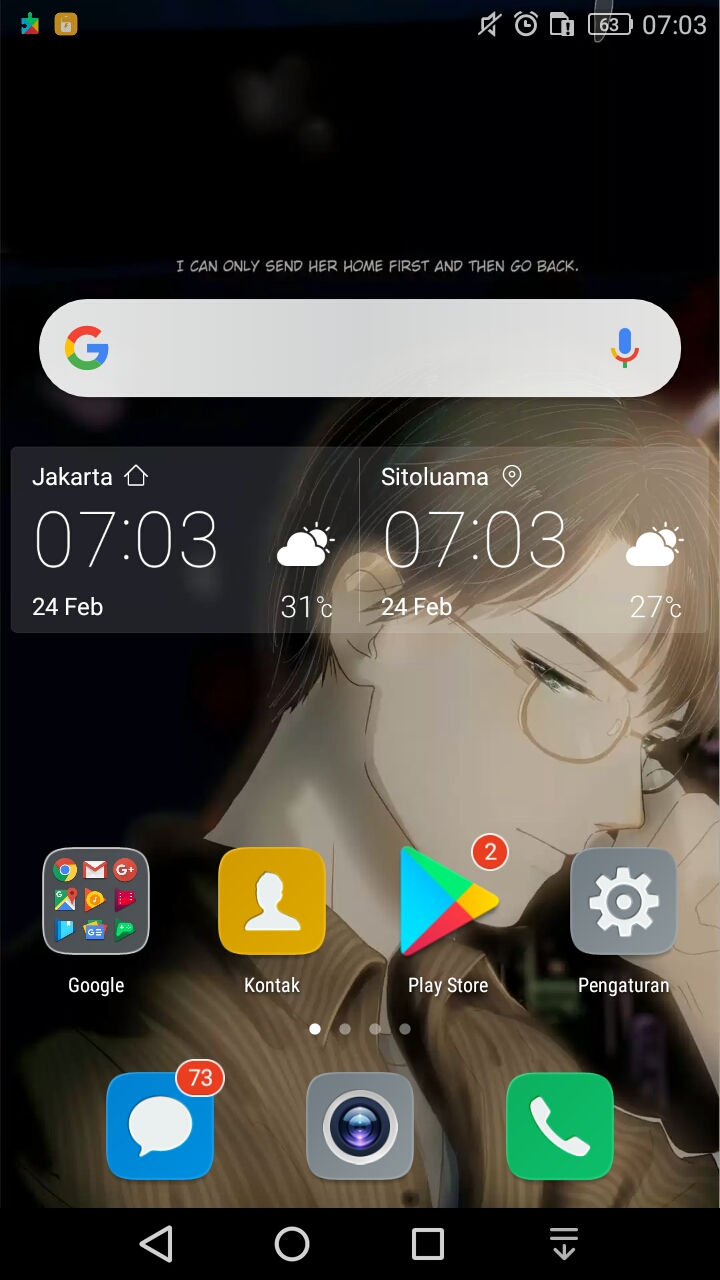 63 07:03
I CAN ONLY SEND HER HOME FIRST AND THEN GO BACK.
Jakarta
07:03
24 Feb
31°C
Sitoluama
07:03
24 Feb
27°C
2
Google
Kontak
Play Store
Pengaturan
73